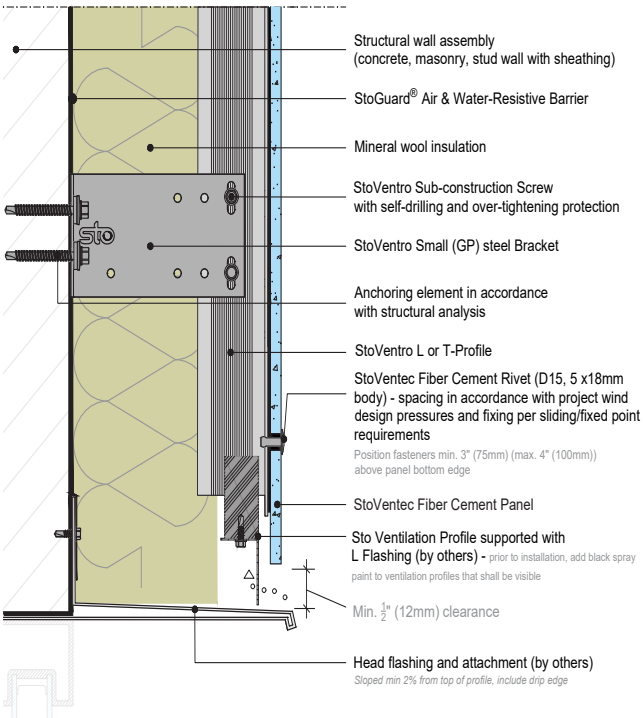 Structural wall assembly
(concrete, masonry, stud wall with sheathing)
StoGuard® Air & Water-Resistive Barrier
Mineral wool insulation
StoVentro Sub-construction Screw
with self-drilling and over-tightening protection
sto
StoVentro Small (GP) steel Bracket
Anchoring element in accordance
with structural analysis
StoVentro L or T-Profile
StoVentec Fiber Cement Rivet (D15, 5 x18mm
body) - spacing in accordance with project wind
design pressures and fixing per sliding/fixed point
requirements
Position fasteners min. 3" (75mm) (max. 4" (100mm))
above panel bottom edge
StoVentec Fiber Cement Panel
Sto Ventilation Profile supported with
L Flashing (by others) - prior to installation, add black spray
paint to ventilation profiles that shall be visible
Min. ½" (12mm) clearance
Head flashing and attachment (by others)
Sloped min 2% from top of profile, include drip edge